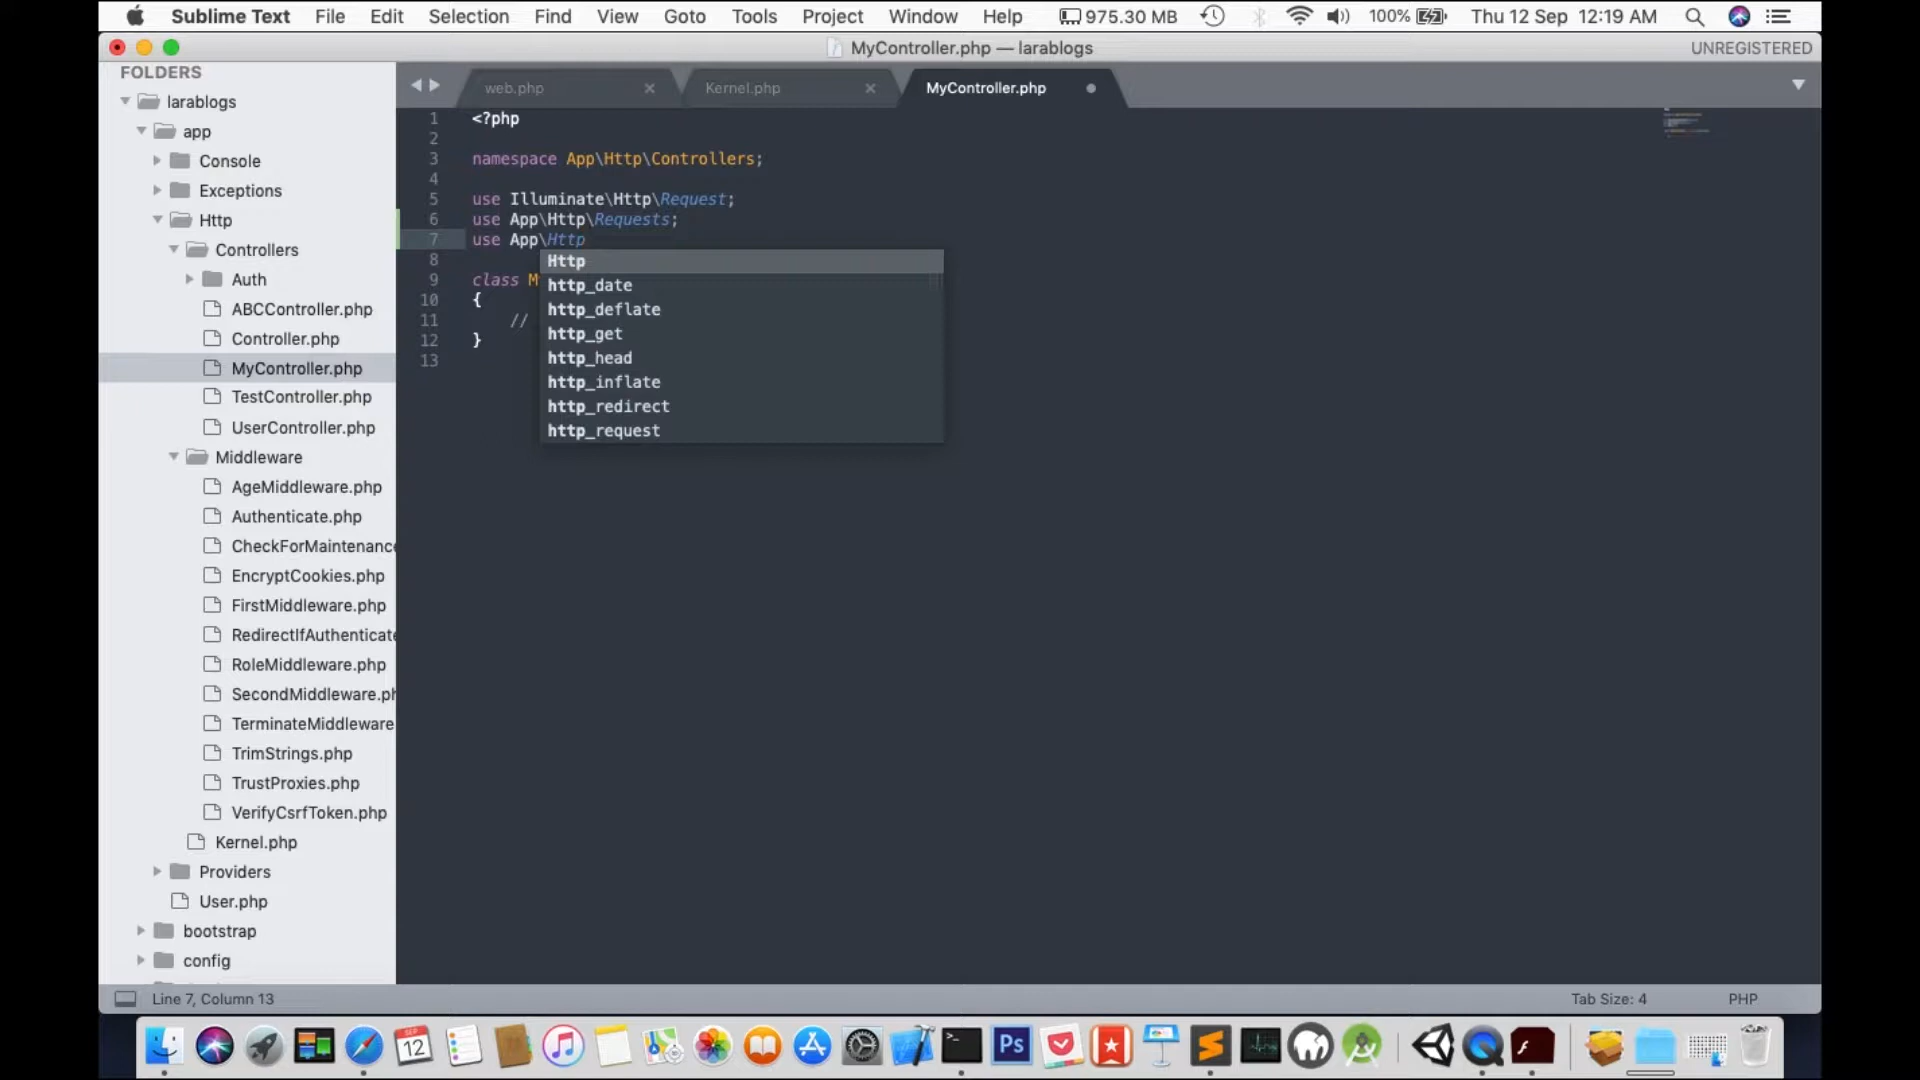 Sublime Text File Edit Selection Find View Goto Tools Project Window Help 975.30 MB 100% Thu 12 Sep 12:19 AM
MyController.php — larablogs
UNREGISTERED
FOLDERS
larablogs
app
Console
Exceptions
Http
Controllers
Auth
ABCController.php
Controller.php
MyController.php
TestController.php
UserController.php
Middleware
AgeMiddleware.php
Authenticate.php
CheckForMaintenance
EncryptCookies.php
FirstMiddleware.php
RedirectIfAuthenticate
RoleMiddleware.php
SecondMiddleware.ph
TerminateMiddleware
TrimStrings.php
TrustProxies.php
VerifyCsrfToken.php
Kernel.php
Providers
User.php
bootstrap
config
web.php
Kernel.php
MyController.php
1 <?php
2
3 namespace App\Http\Controllers;
4
5 use Illuminate\Http\Request;
6 use App\Http\Requests;
7 use App\Http
8
9 class M
10 {
11 //
12 }
13
Http
http_date
http_deflate
http_get
http_head
http_inflate
http_redirect
http_request
Line 7, Column 13
Tab Size: 4
PHP
SEP
12
Ps